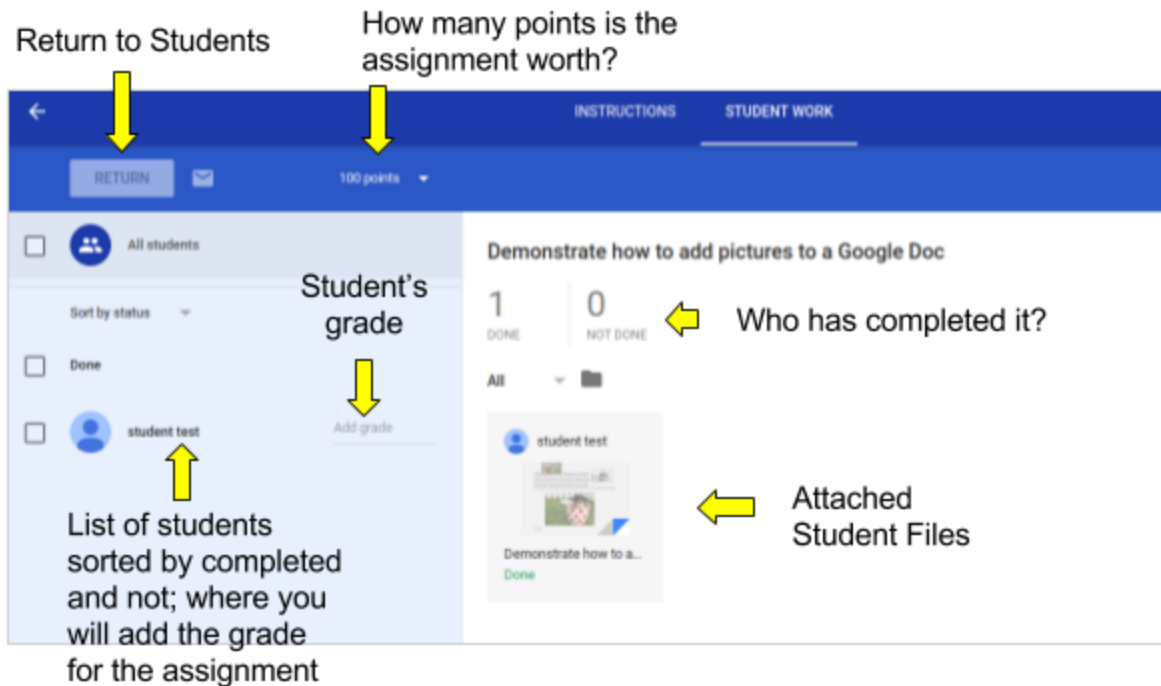 Return to Students
How many points is the
assignment worth?
INSTRUCTIONS
STUDENT WORK
RETURN
100 points
All students
Sort by status
Done
student test
Student's
grade
Add grade
List of students
sorted by completed
and not; where you
will add the grade
for the assignment
Demonstrate how to add pictures to a Google Doc
1
DONE
0
NOT DONE
Who has completed it?
All
student test
Demonstrate how to a...
Done
Attached
Student Files